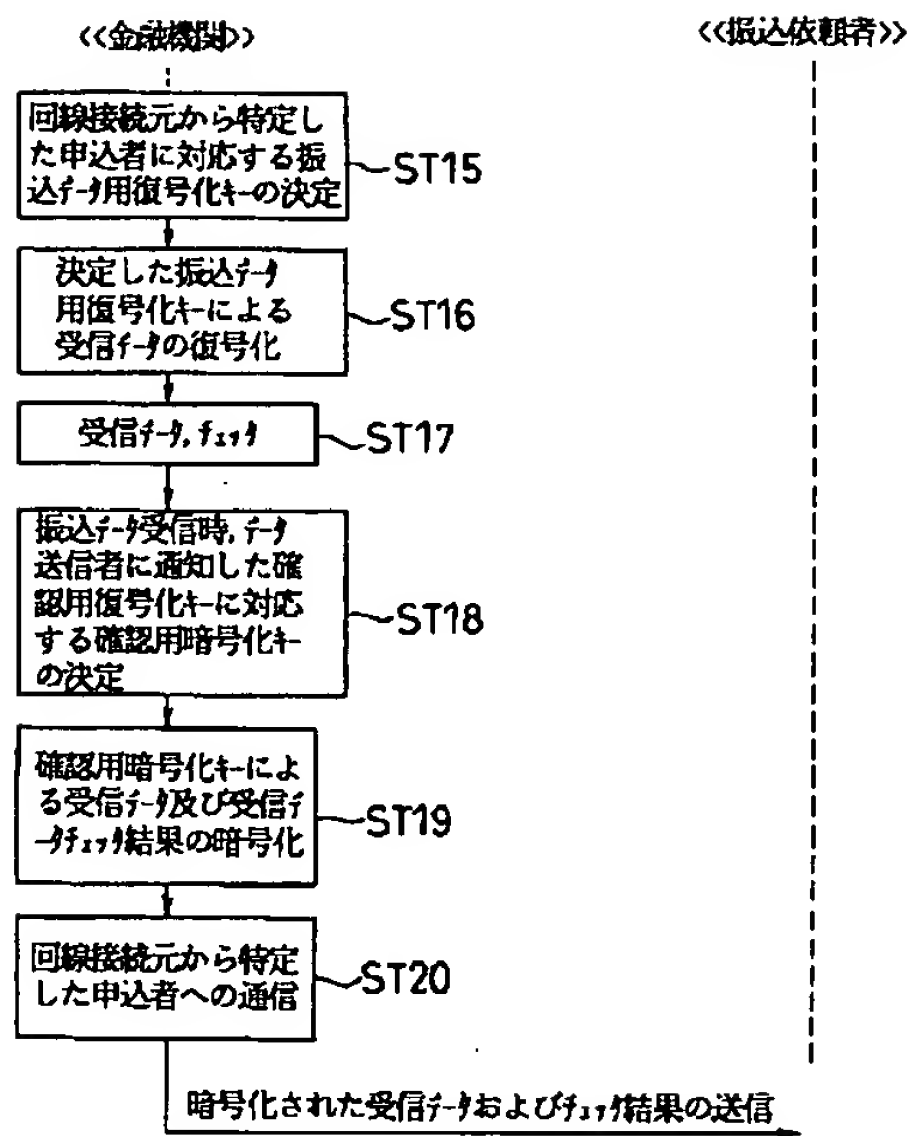 <<金融機関>>
<<振込依頼者>>
回線接続元から特定し
た申込者に対応する振
込データ用復号化キーの決定
ST15
決定した振込データ
用復号化キーによる
受信データの復号化
ST16
受信データ,チェック
ST17
振込データ受信時,データ
送信者に通知した確
認用復号化キーに対応
する確認用暗号化キー
の決定
ST18
確認用暗号化キーによ
る受信データ及び受信デ
ータチェック結果の暗号化
ST19
回線接続元から特定
した申込者への通信
ST20
暗号化された受信データおよびチェック結果の送信